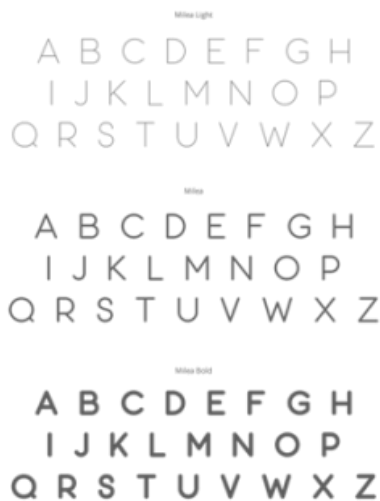 Milea Light
A B C D E F G H
I J K L M N O P
Q R S T U V W X Z
Milea
A B C D E F G H
I J K L M N O P
Q R S T U V W X Z
Milea Bold
A B C D E F G H
I J K L M N O P
Q R S T U V W X Z